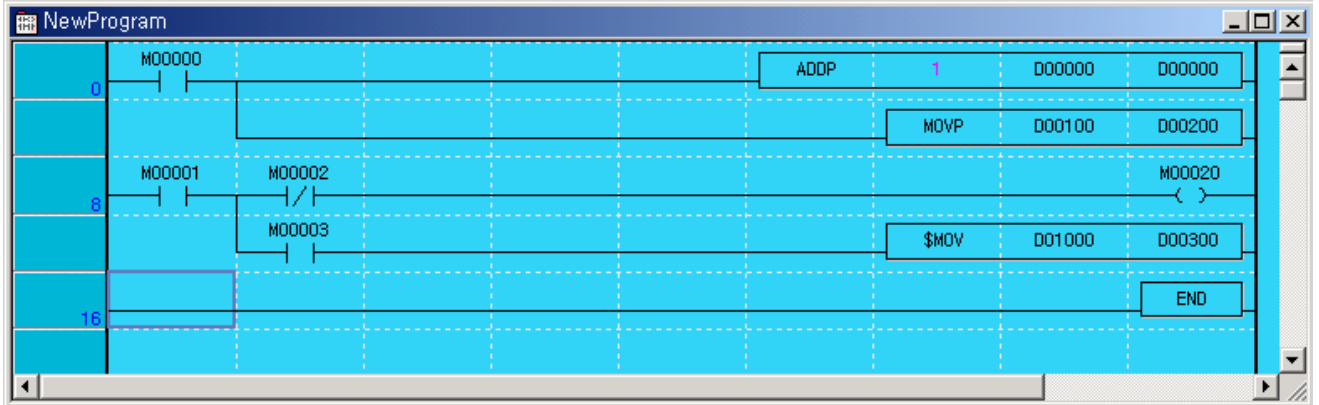 NewProgram
M00000
0 ADDP 1 D00000 D00000
MOVP D00100 D00200
M00001 M00002 M00020
8
M00003
$MOV D01000 D00300
16 END